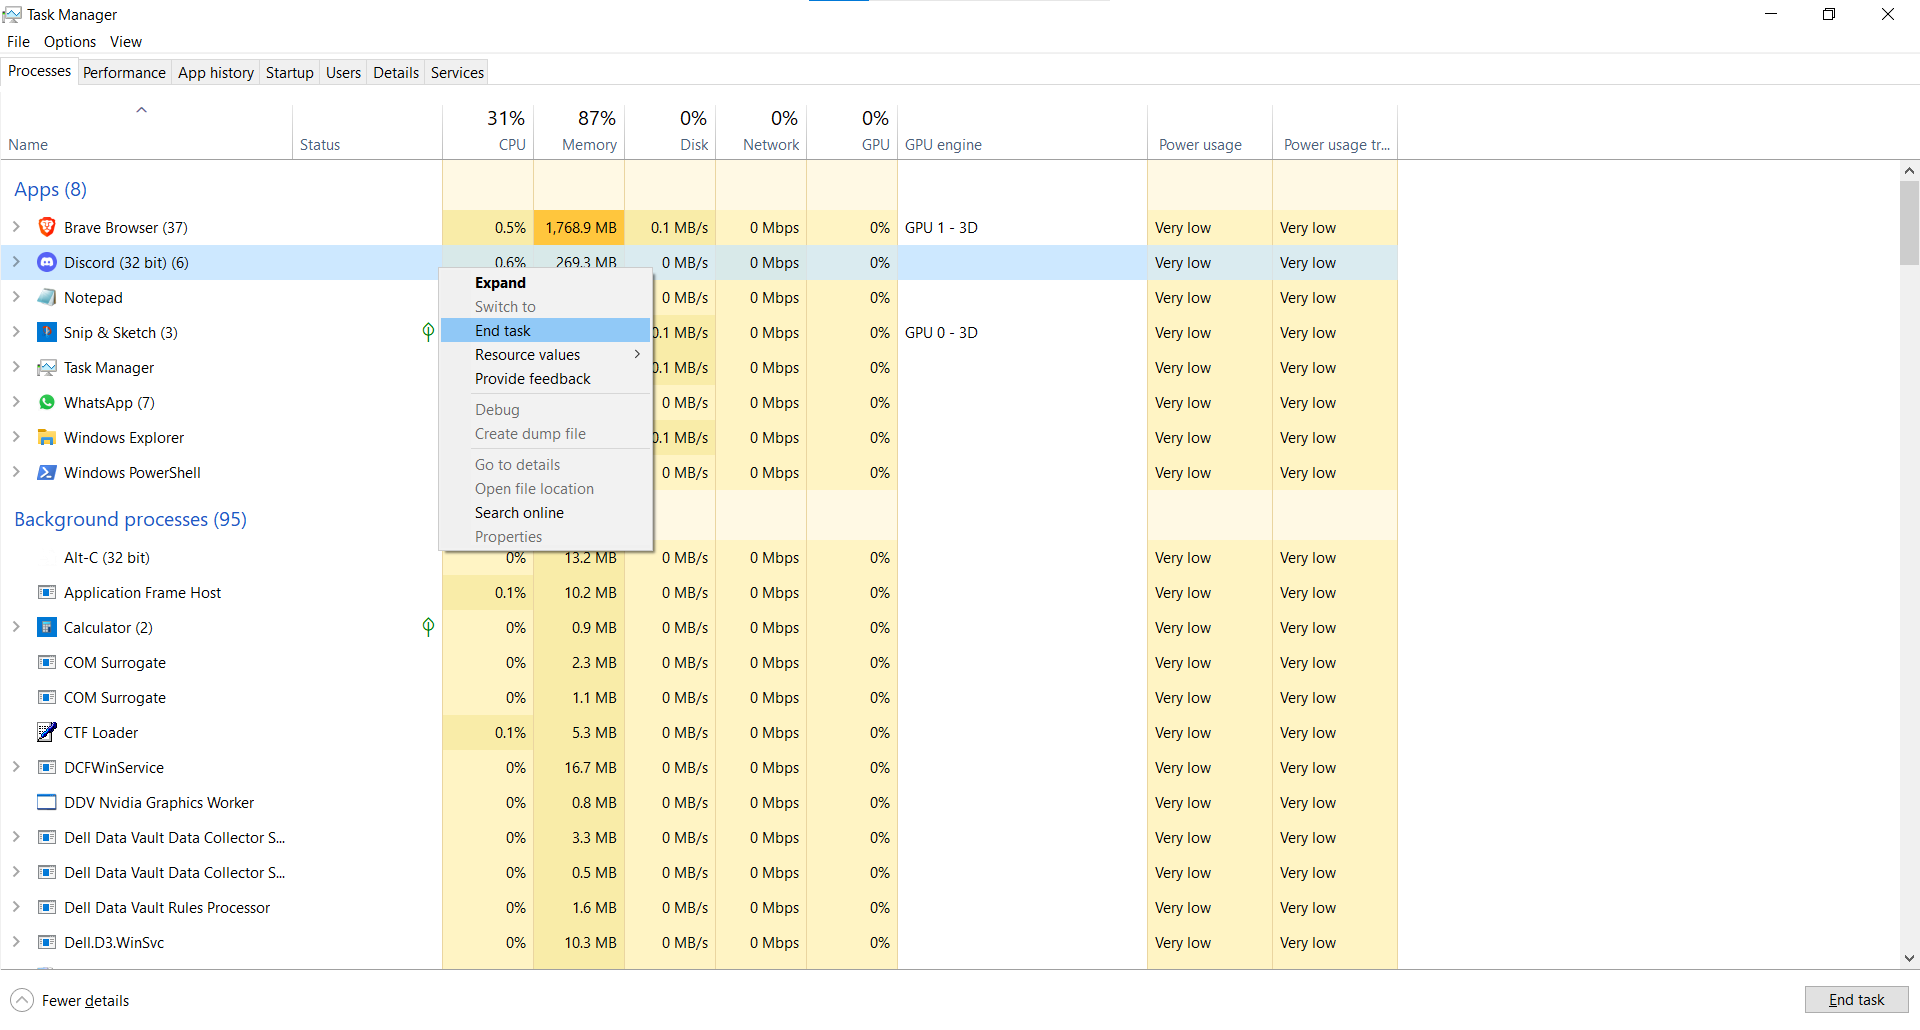 Task Manager
File Options View
Processes Performance App history Startup Users Details Services
31% 87% 0% 0% 0%
Name Status CPU Memory Disk Network GPU GPU engine Power usage Power usage tr...
Apps (8)
Brave Browser (37) 0.5% 1,768.9 MB 0.1 MB/s 0 Mbps 0% GPU 1 - 3D Very low Very low
Discord (32 bit) (6) 0.6% 269.3 MB 0 MB/s 0 Mbps 0% Very low Very low
Expand
Notepad 0 MB/s 0 Mbps 0% Very low Very low
Switch to
Snip & Sketch (3) 0.1 MB/s 0 Mbps 0% GPU 0 - 3D Very low Very low
End task
Resource values
Task Manager 0.1 MB/s 0 Mbps 0% Very low Very low
Provide feedback
WhatsApp (7) 0 MB/s 0 Mbps 0% Very low Very low
Debug
Windows Explorer 0.1 MB/s 0 Mbps 0% Very low Very low
Create dump file
Windows PowerShell 0 MB/s 0 Mbps 0% Very low Very low
Go to details
Open file location
Search online
Background processes (95)
Properties
Alt-C (32 bit) 0% 13.2 MB 0 MB/s 0 Mbps 0% Very low Very low
Application Frame Host 0.1% 10.2 MB 0 MB/s 0 Mbps 0% Very low Very low
Calculator (2) 0% 0.9 MB 0 MB/s 0 Mbps 0% Very low Very low
COM Surrogate 0% 2.3 MB 0 MB/s 0 Mbps 0% Very low Very low
COM Surrogate 0% 1.1 MB 0 MB/s 0 Mbps 0% Very low Very low
CTF Loader 0.1% 5.3 MB 0 MB/s 0 Mbps 0% Very low Very low
DCFWinService 0% 16.7 MB 0 MB/s 0 Mbps 0% Very low Very low
DDV Nvidia Graphics Worker 0% 0.8 MB 0 MB/s 0 Mbps 0% Very low Very low
Dell Data Vault Data Collector S... 0% 3.3 MB 0 MB/s 0 Mbps 0% Very low Very low
Dell Data Vault Data Collector S... 0% 0.5 MB 0 MB/s 0 Mbps 0% Very low Very low
Dell Data Vault Rules Processor 0% 1.6 MB 0 MB/s 0 Mbps 0% Very low Very low
Dell.D3.WinSvc 0% 10.3 MB 0 MB/s 0 Mbps 0% Very low Very low
Fewer details End task